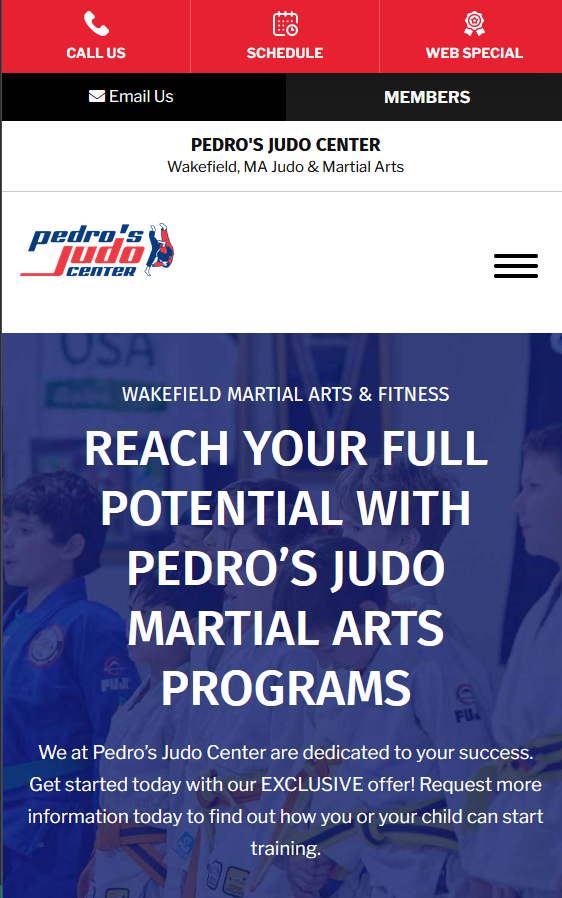 CALL US
SCHEDULE
WEB SPECIAL
Email Us
MEMBERS
PEDRO'S JUDO CENTER
Wakefield, MA Judo & Martial Arts
pedro's
judo
CENTER
USA
WAKEFIELD MARTIAL ARTS & FITNESS
REACH YOUR FULL
POTENTIAL WITH
PEDRO’S JUDO
MARTIAL ARTS
PROGRAMS
FUJI
FUJI
We at Pedro’s Judo Center are dedicated to your success.
Get started today with our EXCLUSIVE offer! Request more
information today to find out how you or your child can start
training.